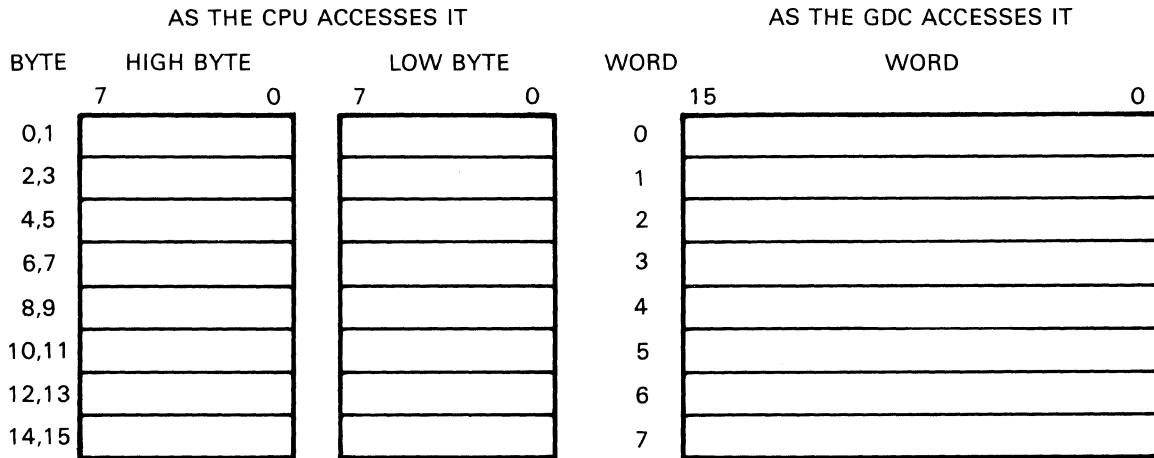 AS THE CPU ACCESSES IT
AS THE GDC ACCESSES IT
BYTE HIGH BYTE LOW BYTE WORD WORD
7 0 7 0 15 0
0,1 0
2,3 1
4,5 2
6,7 3
8,9 4
10,11 5
12,13 6
14,15 7